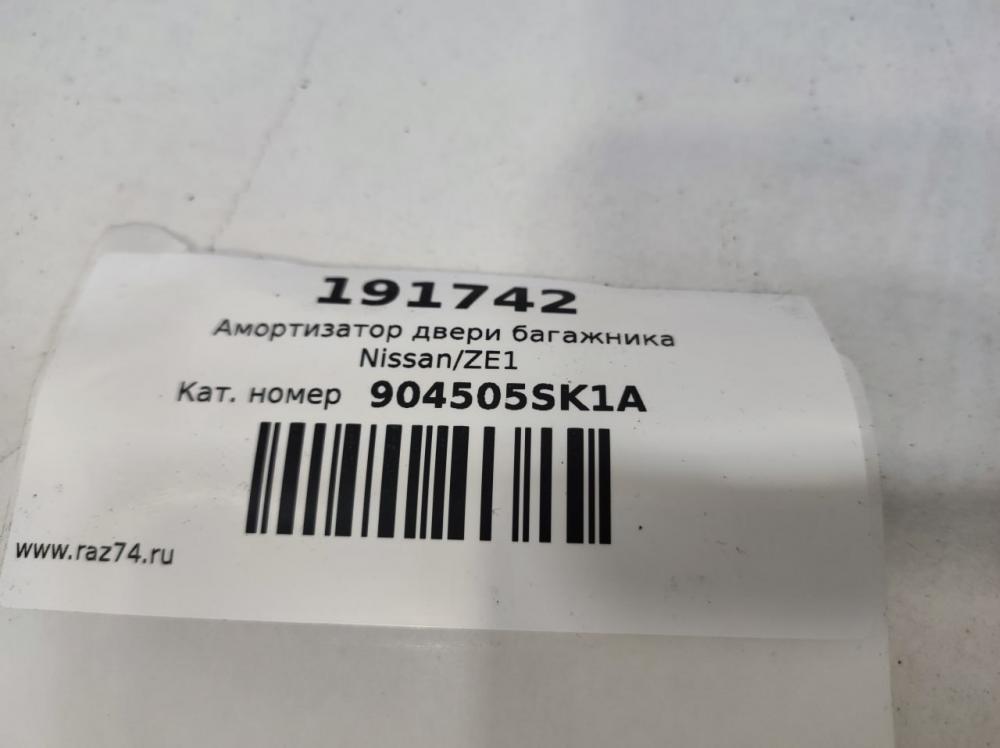 191742
Амортизатор двери багажника
Nissan/ZE1
Кат. номер 904505SK1A
www.raz74.ru